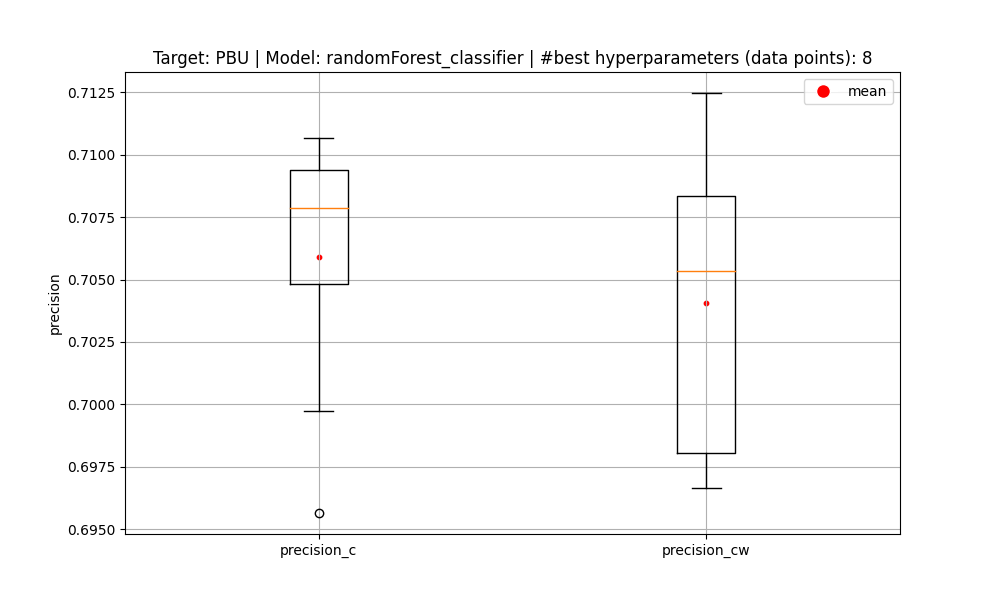 Target: PBU | Model: randomForest_classifier | #best hyperparameters (data points): 8
mean
precision
0.7125
0.7100
0.7075
0.7050
0.7025
0.7000
0.6975
0.6950
precision_c
precision_cw